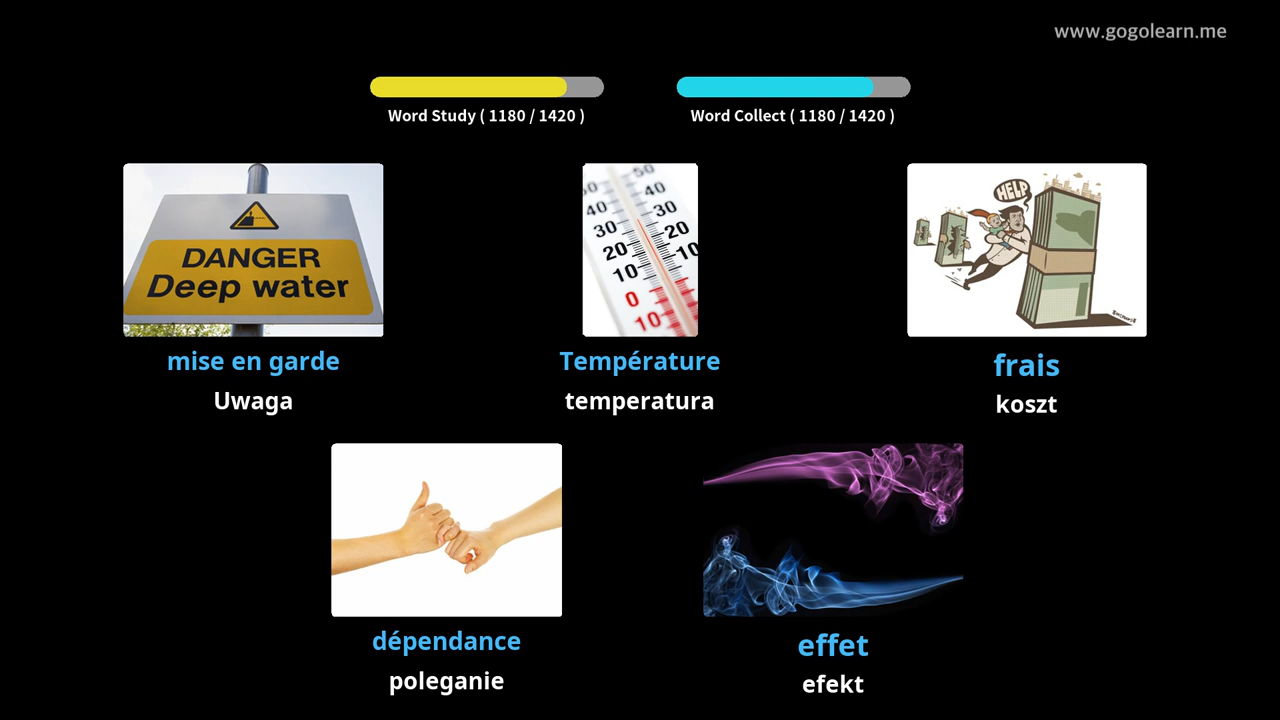 www.gogolearn.me
Word Study ( 1180 / 1420 )
Word Collect ( 1180 / 1420 )
DANGER
Deep water
50
50
40
40
30
30
20
20
10
10
0
10
HELP
mise en garde
Température
frais
Uwaga
temperatura
koszt
dépendance
effet
poleganie
efekt